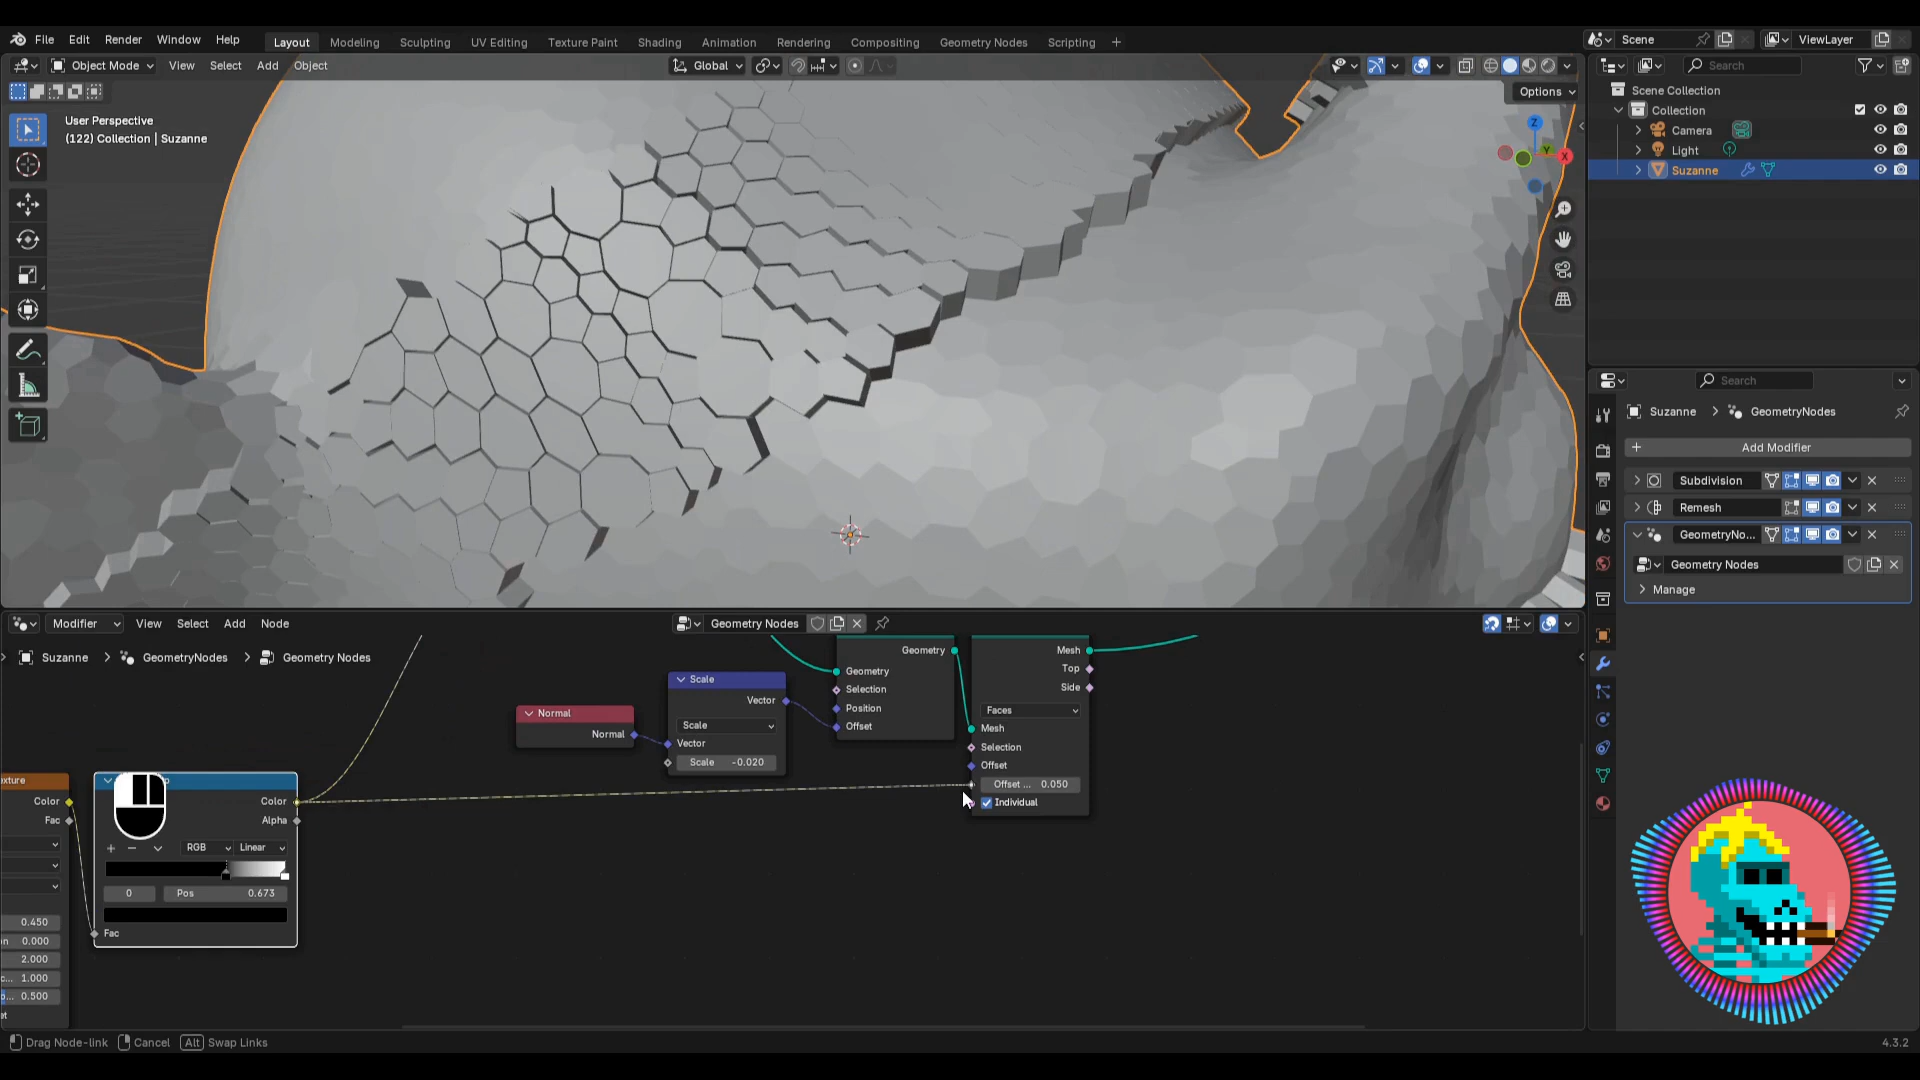 File Edit Render Window Help Layout Modeling Sculpting UV Editing Texture Paint Shading Animation Rendering Compositing Geometry Nodes Scripting + Scene ViewLayer
Object Mode View Select Add Object Global Search
Options
User Perspective
(122) Collection | Suzanne
Z
Y
X
Scene Collection
Collection
Camera
Light
Suzanne
Search
Suzanne > GeometryNodes
+ Add Modifier
Subdivision
Remesh
GeometryNo...
Geometry Nodes
Manage
Modifier View Select Add Node Geometry Nodes
Suzanne > GeometryNodes > Geometry Nodes
Geometry
Geometry
Selection
Position
Offset
Mesh
Top
Side
Faces
Mesh
Selection
Offset
Offset ... 0.050
Individual
Scale
Vector
Scale
Vector
Scale -0.020
Normal
Normal
xture
Color
Fac
0.450
n 0.000
2.000
c... 1.000
o... 0.500
et
Color
Alpha
RGB Linear
0 Pos 0.673
Fac
Drag Node-link Cancel Alt Swap Links 4.3.2